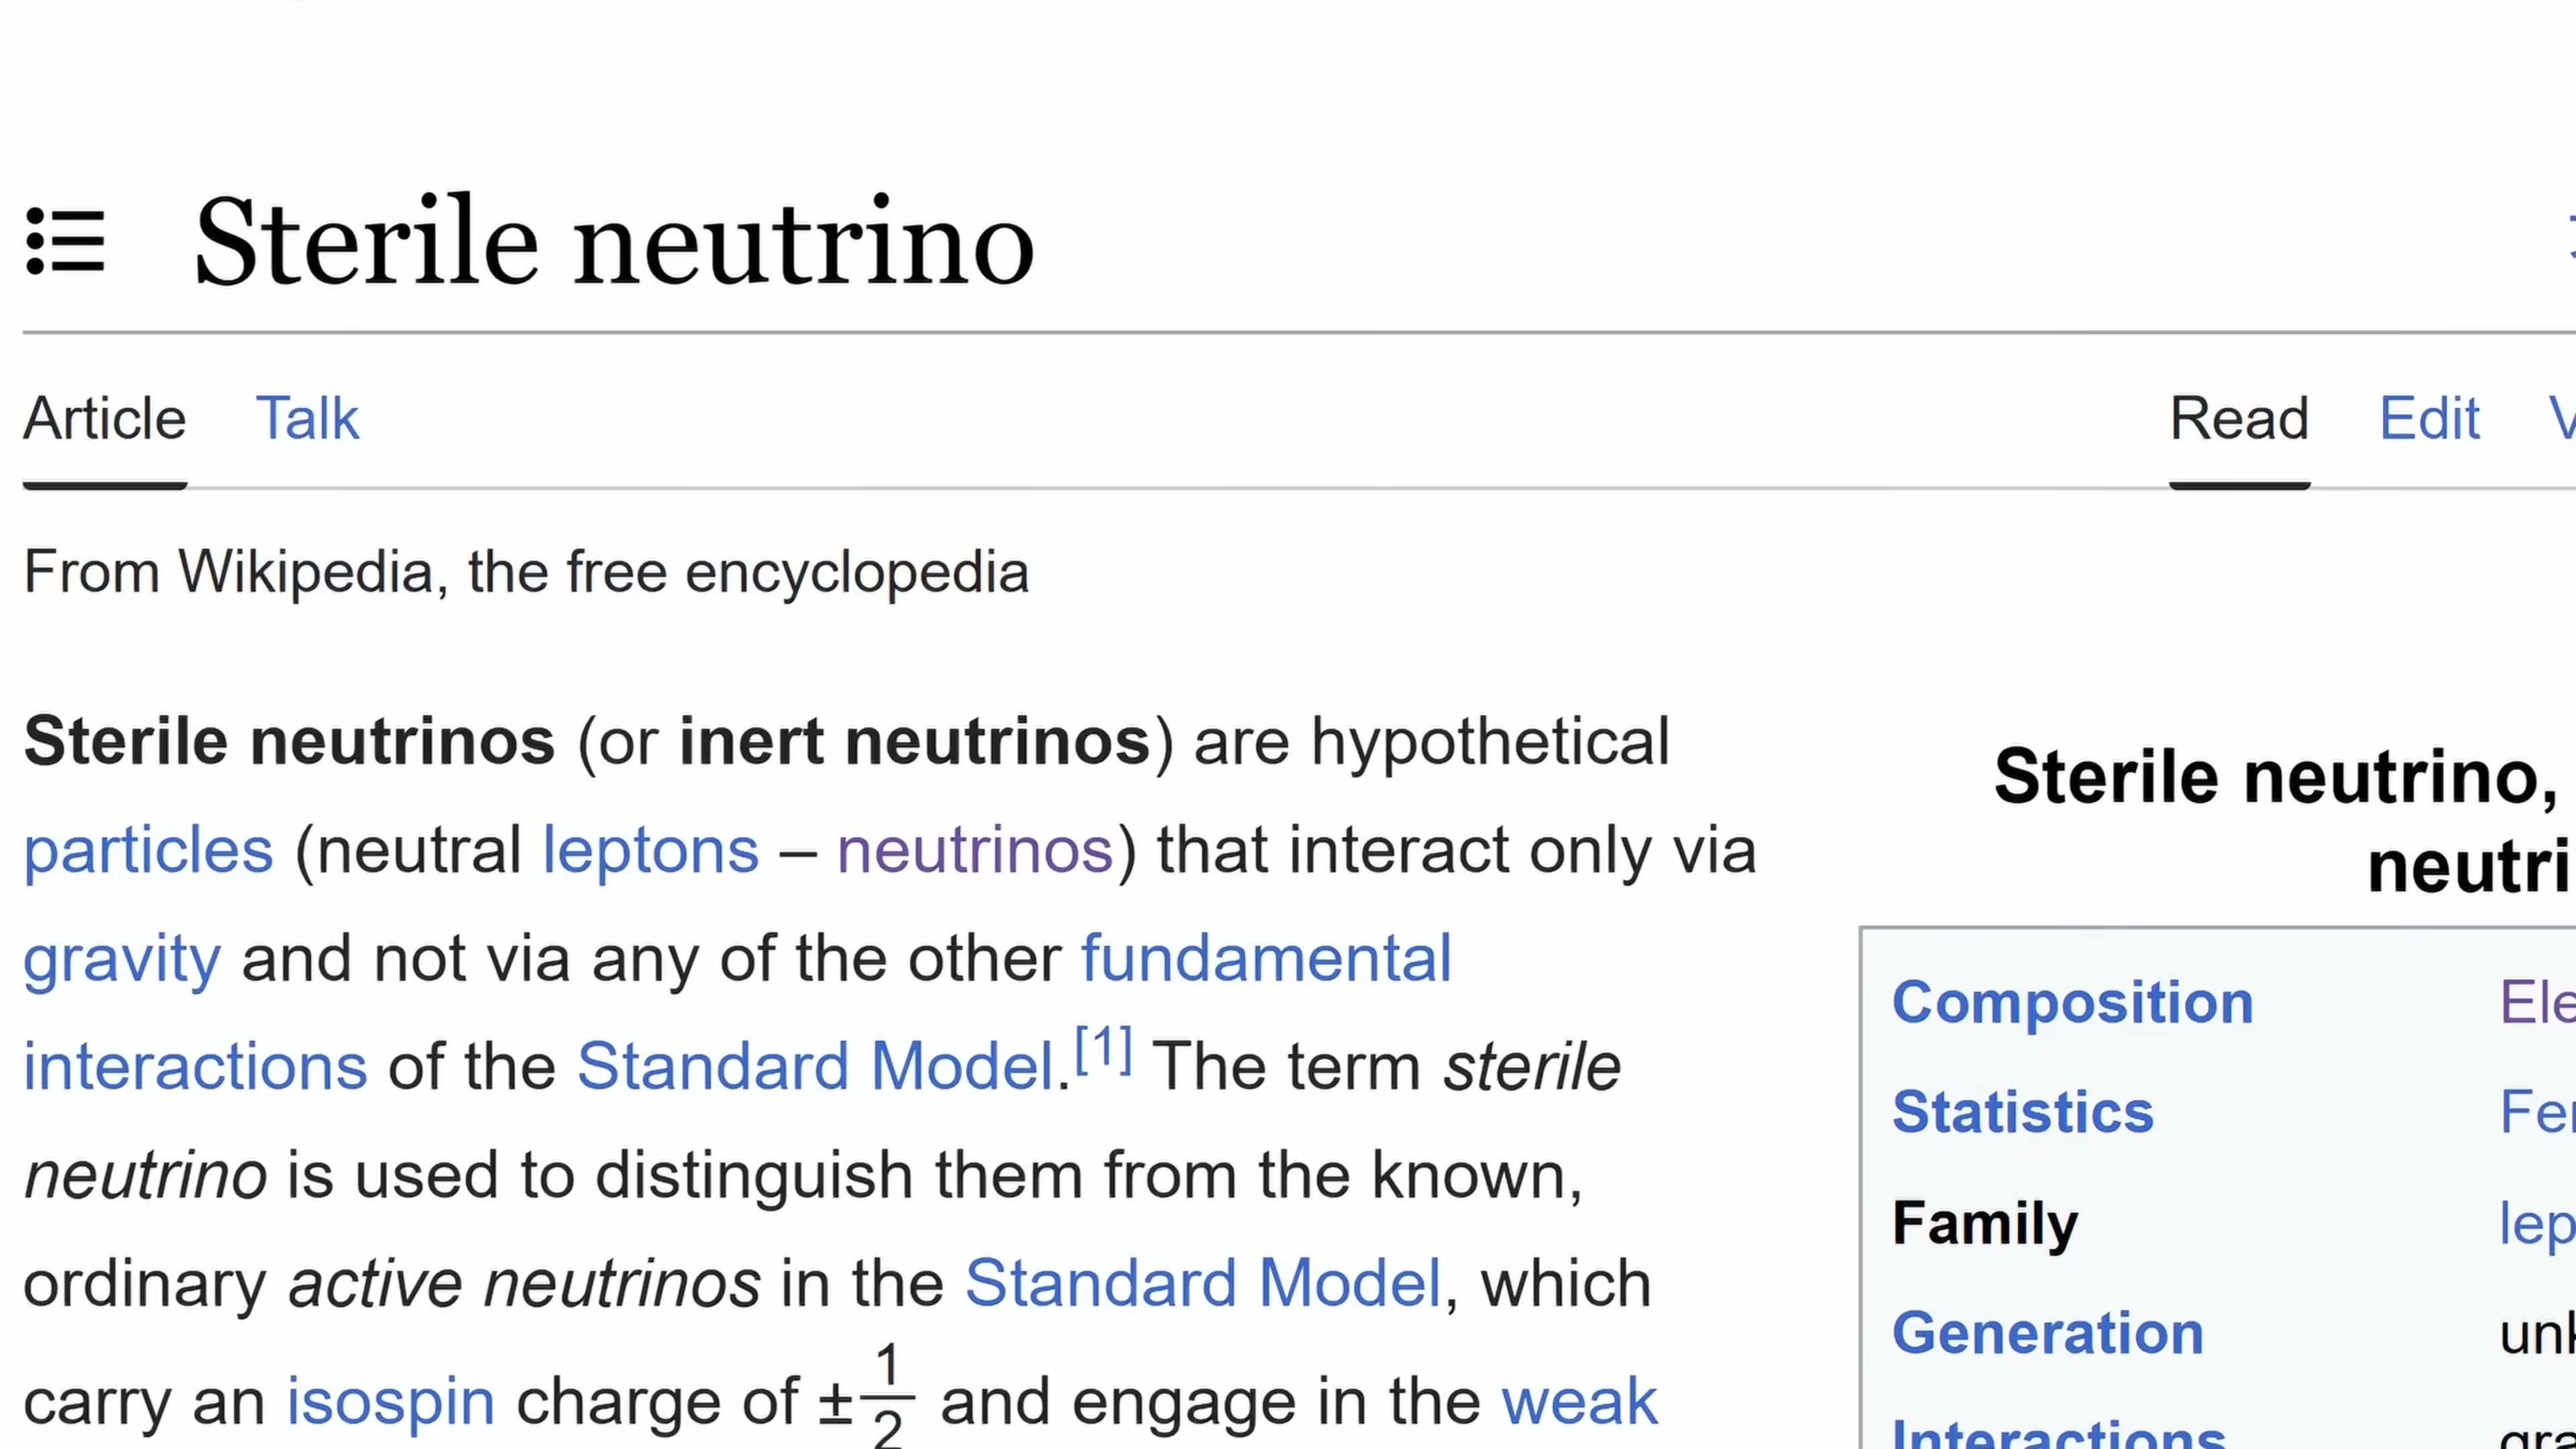 Sterile neutrino
Article Talk
Read Edit
From Wikipedia, the free encyclopedia
Sterile neutrinos (or inert neutrinos) are hypothetical
particles (neutral leptons – neutrinos) that interact only via
gravity and not via any of the other fundamental
interactions of the Standard Model.[1] The term sterile
neutrino is used to distinguish them from the known,
ordinary active neutrinos in the Standard Model, which
carry an isospin charge of ±1/2 and engage in the weak
Sterile neutrino,
Composition
Statistics
Family
Generation
Interactions